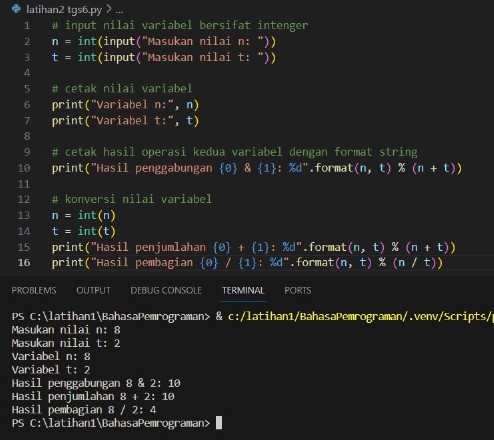 latihan2 tgs6.py > ...
1 # input nilai variabel bersifat intenger
2 n = int(input("Masukan nilai n: "))
3 t = int(input("Masukan nilai t: "))
4
5 # cetak nilai variabel
6 print("Variabel n:", n)
7 print("Variabel t:", t)
8
9 # cetak hasil operasi kedua variabel dengan format string
10 print("Hasil penggabungan {0} & {1}: %d".format(n, t) % (n + t))
11
12 # konversi nilai variabel
13 n = int(n)
14 t = int(t)
15 print("Hasil penjumlahan {0} + {1}: %d".format(n, t) % (n + t))
16 print("Hasil pembagian {0} / {1}: %d".format(n, t) % (n / t))
PROBLEMS OUTPUT DEBUG CONSOLE TERMINAL PORTS
PS C:\latihan1\BahasaPemrograman> & c:/latihan1/BahasaPemrograman/.venv/Scripts/p
Masukan nilai n: 8
Masukan nilai t: 2
Variabel n: 8
Variabel t: 2
Hasil penggabungan 8 & 2: 10
Hasil penjumlahan 8 + 2: 10
Hasil pembagian 8 / 2: 4
PS C:\latihan1\BahasaPemrograman>